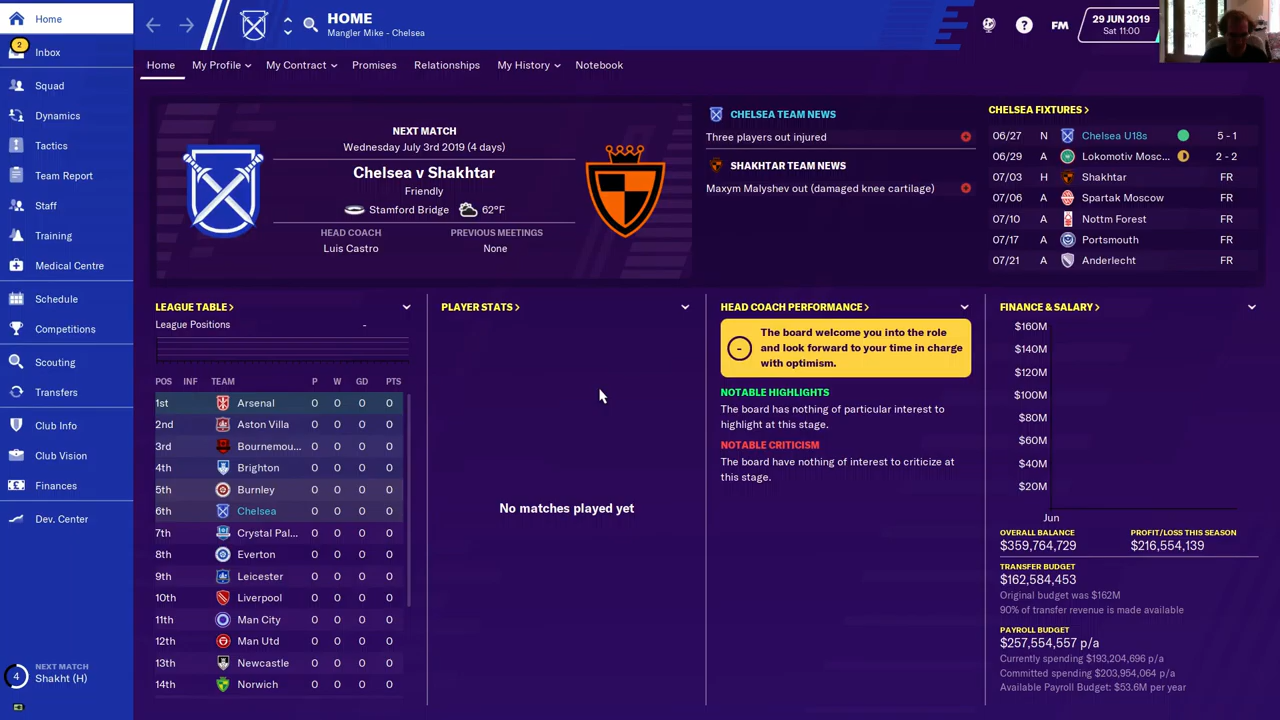 Home
2
Inbox
Squad
Dynamics
Tactics
Team Report
Staff
Training
Medical Centre
Schedule
Competitions
Scouting
Transfers
Club Info
Club Vision
Finances
Dev. Center
4
NEXT MATCH
Shakht (H)
HOME
Mangler Mike - Chelsea
?
FM
29 JUN 2019
Sat 11:00
Home My Profile My Contract Promises Relationships My History Notebook
NEXT MATCH
Wednesday July 3rd 2019 (4 days)
Chelsea v Shakhtar
Friendly
Stamford Bridge 62°F
HEAD COACH PREVIOUS MEETINGS
Luis Castro None
CHELSEA TEAM NEWS
Three players out injured
SHAKHTAR TEAM NEWS
Maxym Malyshev out (damaged knee cartilage)
CHELSEA FIXTURES >
06/27 N Chelsea U18s 5 - 1
06/29 A Lokomotiv Mosc... 2 - 2
07/03 H Shakhtar FR
07/06 A Spartak Moscow FR
07/10 A Nottm Forest FR
07/17 A Portsmouth FR
07/21 A Anderlecht FR
LEAGUE TABLE >
League Positions -
POS INF TEAM P W GD PTS
1st Arsenal 0 0 0 0
2nd Aston Villa 0 0 0 0
3rd Bournemou... 0 0 0 0
4th Brighton 0 0 0 0
5th Burnley 0 0 0 0
6th Chelsea 0 0 0 0
7th Crystal Pal... 0 0 0 0
8th Everton 0 0 0 0
9th Leicester 0 0 0 0
10th Liverpool 0 0 0 0
11th Man City 0 0 0 0
12th Man Utd 0 0 0 0
13th Newcastle 0 0 0 0
14th Norwich 0 0 0 0
PLAYER STATS >
No matches played yet
HEAD COACH PERFORMANCE >
-
The board welcome you into the role
and look forward to your time in charge
with optimism.
NOTABLE HIGHLIGHTS
The board has nothing of particular interest to
highlight at this stage.
NOTABLE CRITICISM
The board have nothing of interest to criticize at
this stage.
FINANCE & SALARY >
$160M
$140M
$120M
$100M
$80M
$60M
$40M
$20M
Jun
OVERALL BALANCE PROFIT/LOSS THIS SEASON
$359,764,729 $216,554,139
TRANSFER BUDGET
$162,584,453
Original budget was $162M
90% of transfer revenue is made available
PAYROLL BUDGET
$257,554,557 p/a
Currently spending $193,204,696 p/a
Committed spending $203,954,064 p/a
Available Payroll Budget: $53.6M per year